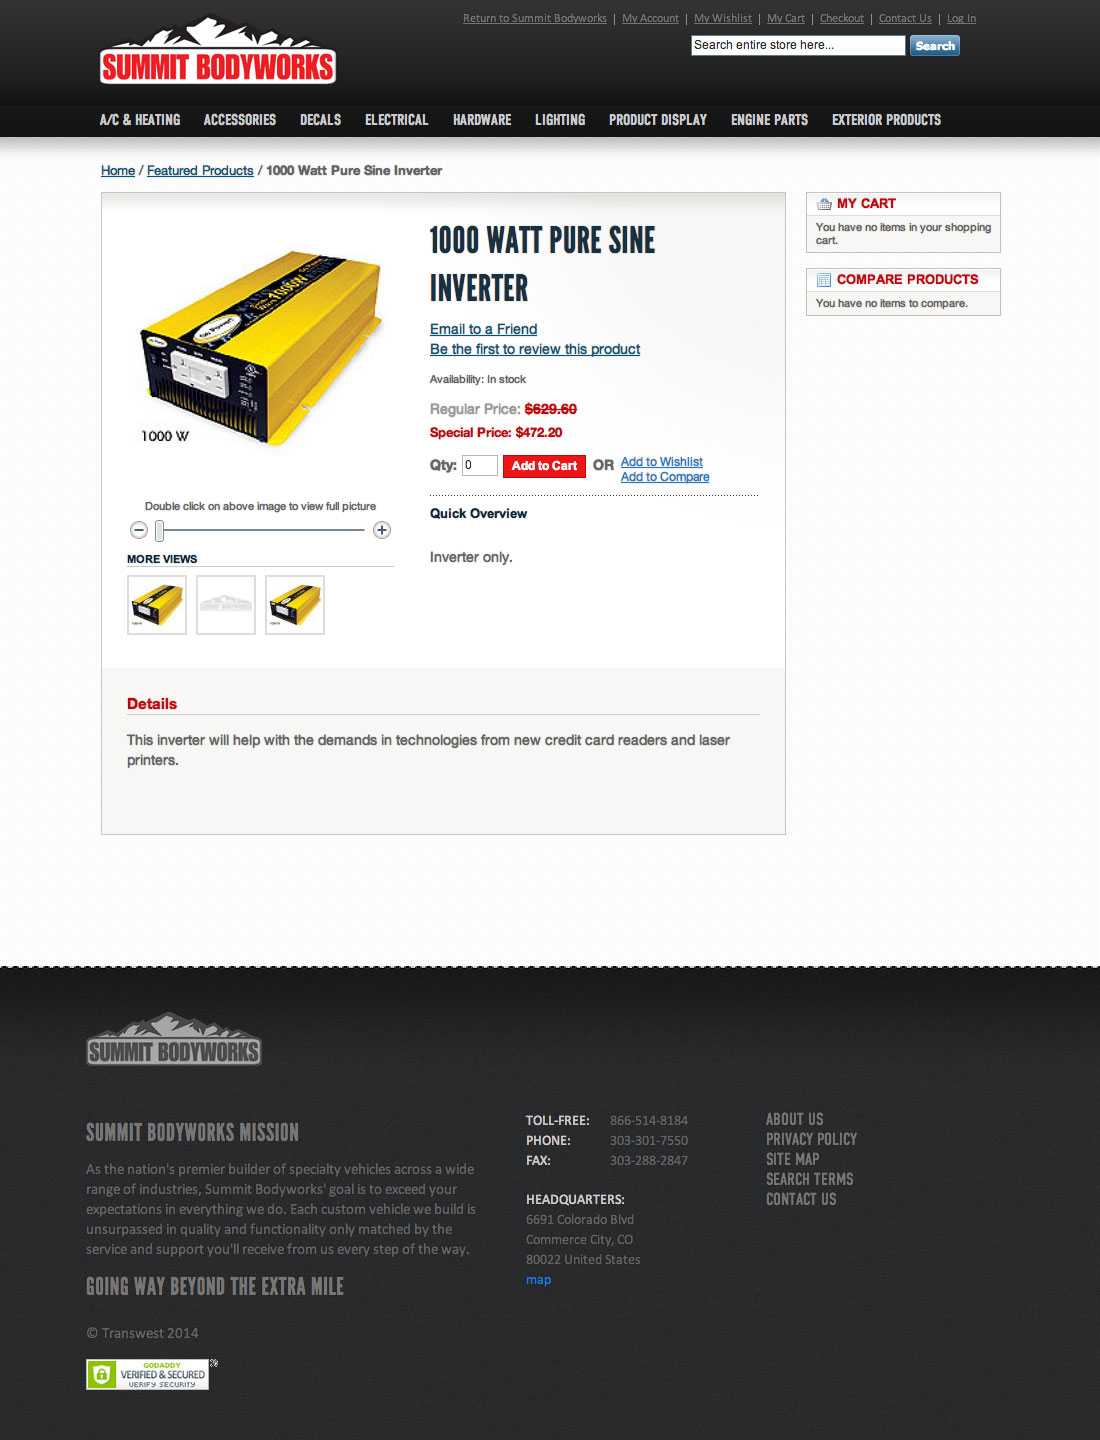 Return to Summit Bodyworks | My Account | My Wishlist | My Cart | Checkout | Contact Us | Log In
SUMMIT BODYWORKS
Search entire store here... Search
A/C & HEATING ACCESSORIES DECALS ELECTRICAL HARDWARE LIGHTING PRODUCT DISPLAY ENGINE PARTS EXTERIOR PRODUCTS
Home / Featured Products / 1000 Watt Pure Sine Inverter
1000 WATT PURE SINE
INVERTER
Email to a Friend
Be the first to review this product
Availability: In stock
Regular Price: $629.60
Special Price: $472.20
Qty: 0 Add to Cart OR Add to Wishlist
Add to Compare
Quick Overview
Inverter only.
Go Power!
1000W
Go Power!
1000 W
Double click on above image to view full picture
MORE VIEWS
SUMMIT BODYWORKS
Details
This inverter will help with the demands in technologies from new credit card readers and laser
printers.
MY CART
You have no items in your shopping
cart.
COMPARE PRODUCTS
You have no items to compare.
SUMMIT BODYWORKS
SUMMIT BODYWORKS MISSION
As the nation's premier builder of specialty vehicles across a wide
range of industries, Summit Bodyworks' goal is to exceed your
expectations in everything we do. Each custom vehicle we build is
unsurpassed in quality and functionality only matched by the
service and support you'll receive from us every step of the way.
GOING WAY BEYOND THE EXTRA MILE
© Transwest 2014
GODADDY
VERIFIED & SECURED
VERIFY SECURITY
TOLL-FREE: 866-514-8184
PHONE: 303-301-7550
FAX: 303-288-2847
HEADQUARTERS:
6691 Colorado Blvd
Commerce City, CO
80022 United States
map
ABOUT US
PRIVACY POLICY
SITE MAP
SEARCH TERMS
CONTACT US